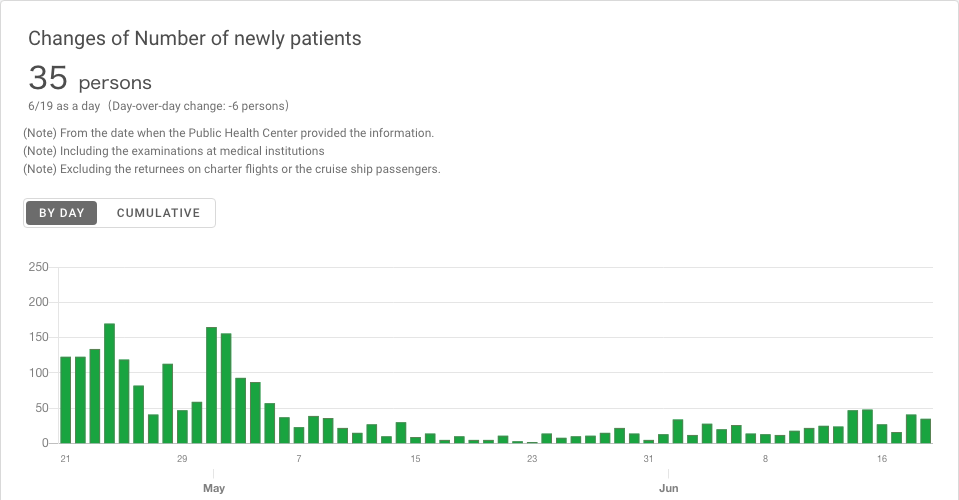 Changes of Number of newly patients
35 persons
6/19 as a day（Day-over-day change: -6 persons）
(Note) From the date when the Public Health Center provided the information.
(Note) Including the examinations at medical institutions
(Note) Excluding the returnees on charter flights or the cruise ship passengers.
BY DAY CUMULATIVE
250
200
150
100
50
0
21 29 7 15 23 31 8 16
May Jun